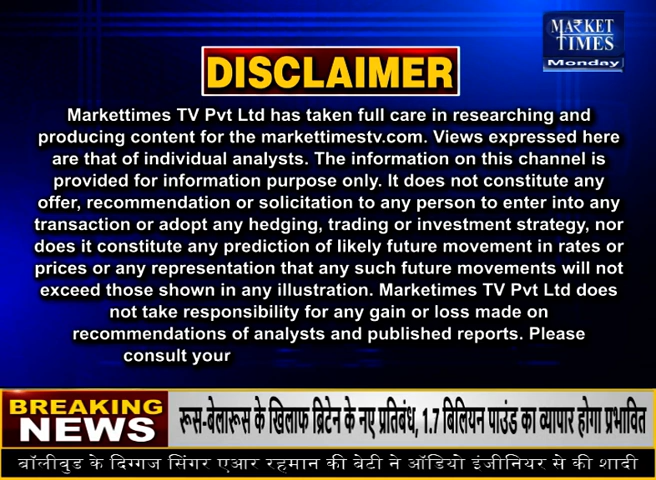 MARKET
TIMES
Monday
DISCLAIMER
Markettimes TV Pvt Ltd has taken full care in researching and
producing content for the markettimestv.com. Views expressed here
are that of individual analysts. The information on this channel is
provided for information purpose only. It does not constitute any
offer, recommendation or solicitation to any person to enter into any
transaction or adopt any hedging, trading or investment strategy, nor
does it constitute any prediction of likely future movement in rates or
prices or any representation that any such future movements will not
exceed those shown in any illustration. Marketimes TV Pvt Ltd does
not take responsibility for any gain or loss made on
recommendations of analysts and published reports. Please
consult your
BREAKING
NEWS
रूस-बेलारूस के खिलाफ ब्रिटेन के नए प्रतिबंध, 1.7 बिलियन पाउंड का व्यापार होगा प्रभावित
बॉलीवुड के दिग्गज सिंगर एआर रहमान की बेटी ने ऑडियो इंजीनियर से की शादी